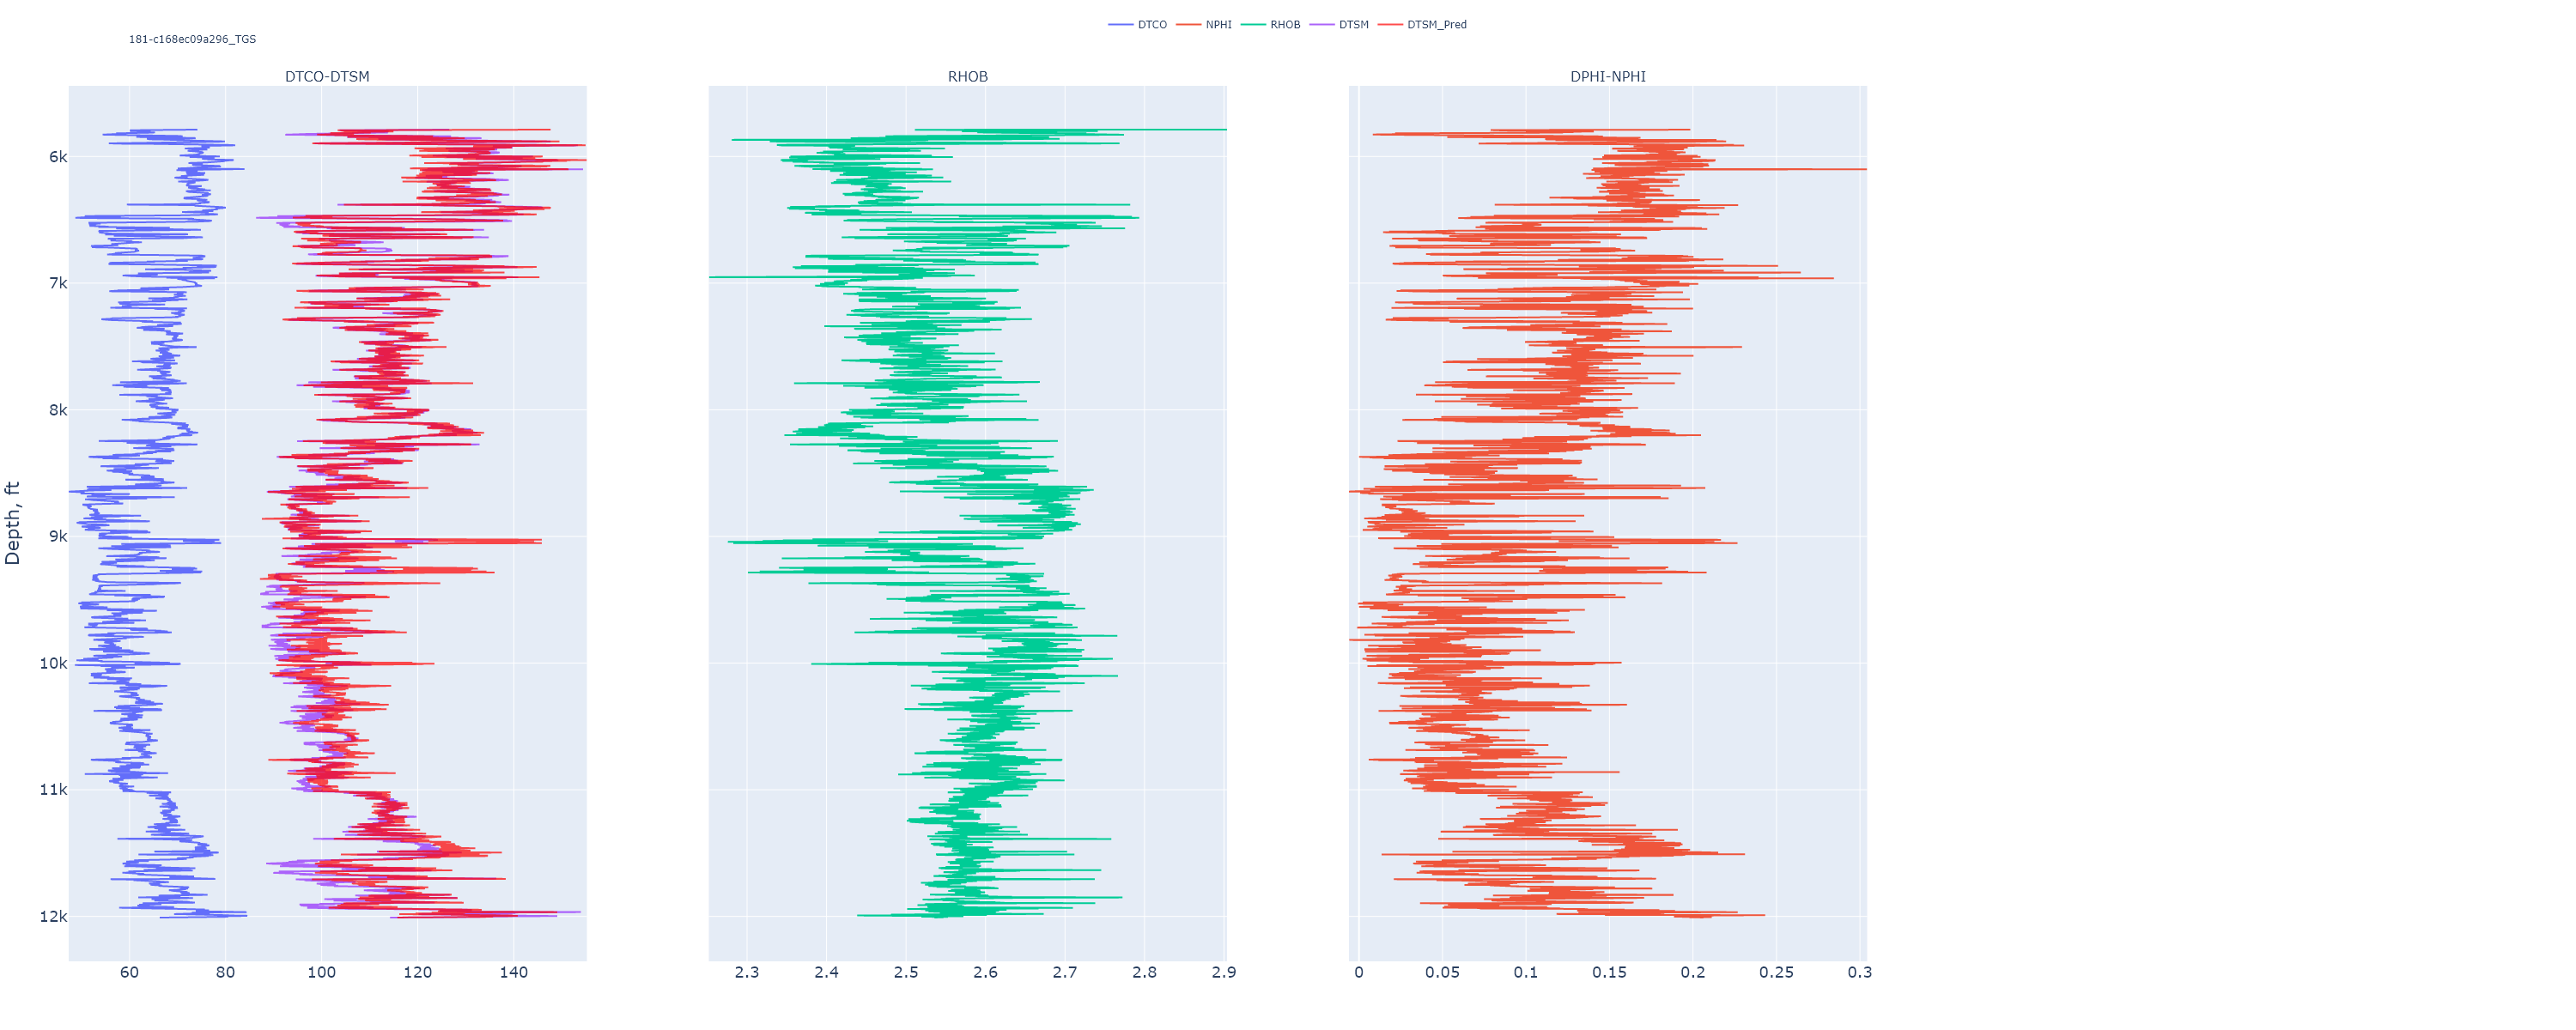 DTCO NPHI RHOB DTSM DTSM_Pred
181-c168ec09a296_TGS
DTCO-DTSM RHOB DPHI-NPHI
Depth, ft
6k
7k
8k
9k
10k
11k
12k
60 80 100 120 140
2.3 2.4 2.5 2.6 2.7 2.8 2.9
0 0.05 0.1 0.15 0.2 0.25 0.3